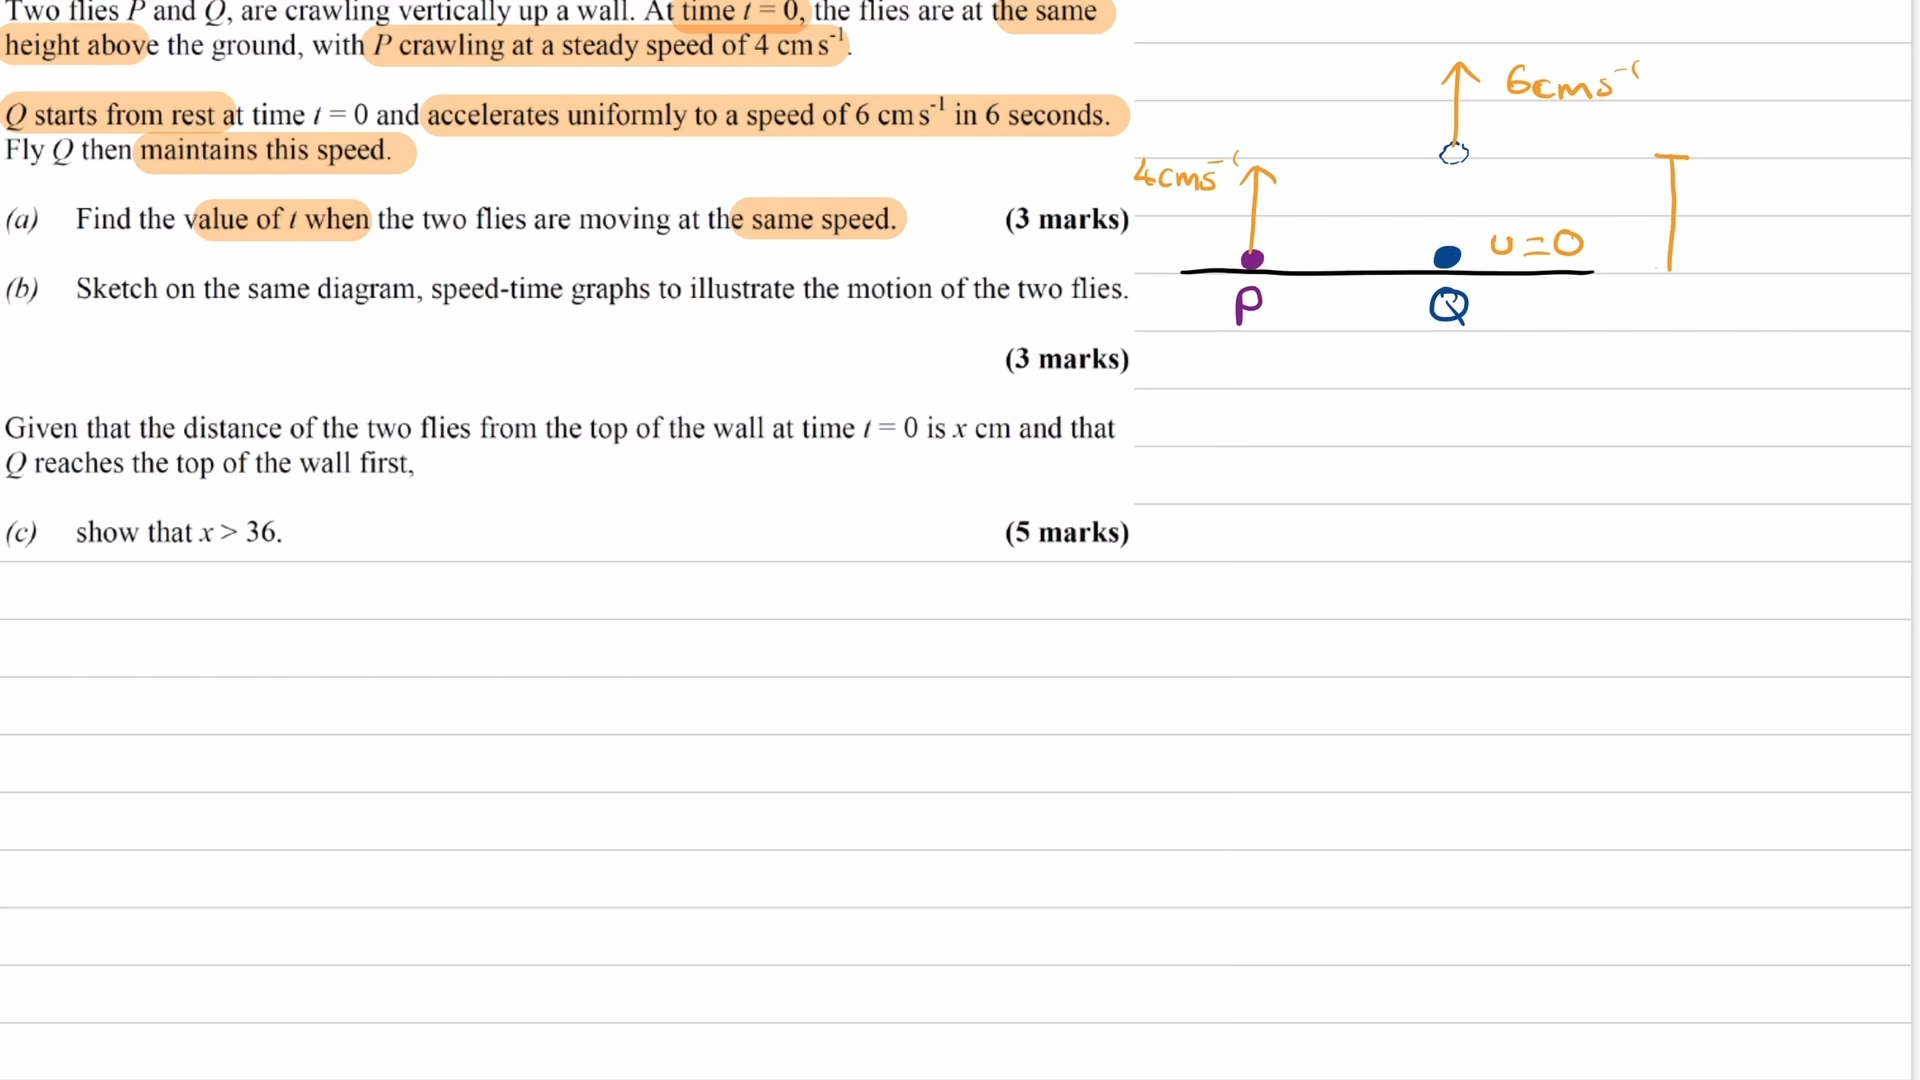 Two flies P and Q, are crawling vertically up a wall. At time t = 0, the flies are at the same
height above the ground, with P crawling at a steady speed of 4 cm s⁻¹.
Q starts from rest at time t = 0 and accelerates uniformly to a speed of 6 cm s⁻¹ in 6 seconds.
Fly Q then maintains this speed.
(a) Find the value of t when the two flies are moving at the same speed. (3 marks)
(b) Sketch on the same diagram, speed-time graphs to illustrate the motion of the two flies.
(3 marks)
Given that the distance of the two flies from the top of the wall at time t = 0 is x cm and that
Q reaches the top of the wall first,
(c) show that x > 36. (5 marks)
6cms⁻¹
4cms⁻¹
u=0
P
Q